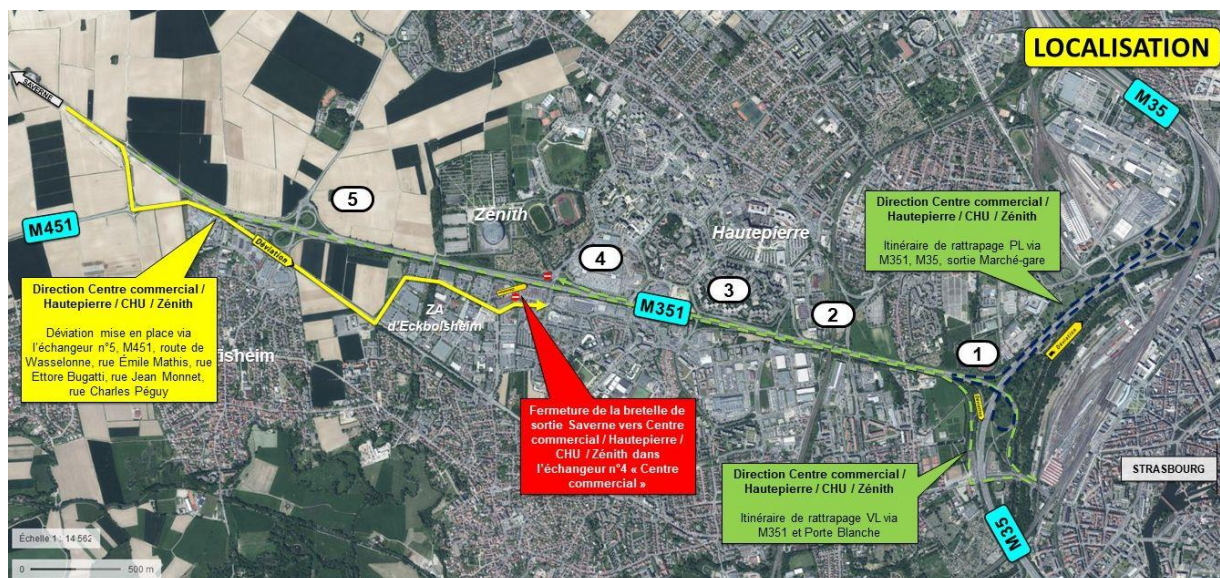 LOCALISATION
SAVERNE
M35
5
M451
Zénith
Hautepierre
Direction Centre commercial /
Hautepierre / CHU / Zénith
Itinéraire de rattrapage PL via
M351, M35, sortie Marché-gare
Déviation
4
3
M351
2
Direction Centre commercial /
Hautepierre / CHU / Zénith
Déviation mise en place via
l'échangeur n°5, M451, route de
Wasselonne, rue Émile Mathis, rue
Ettore Bugatti, rue Jean Monnet,
rue Charles Péguy
ZA
d'Eckbolsheim
isheim
1
Déviation
Fermeture de la bretelle de
sortie Saverne vers Centre
commercial / Hautepierre /
CHU / Zénith dans
l'échangeur n°4 « Centre
commercial »
Direction Centre commercial /
Hautepierre / CHU / Zénith
Itinéraire de rattrapage VL via
M351 et Porte Blanche
STRASBOURG
M35
Échelle 1 : 14 562
0 500 m